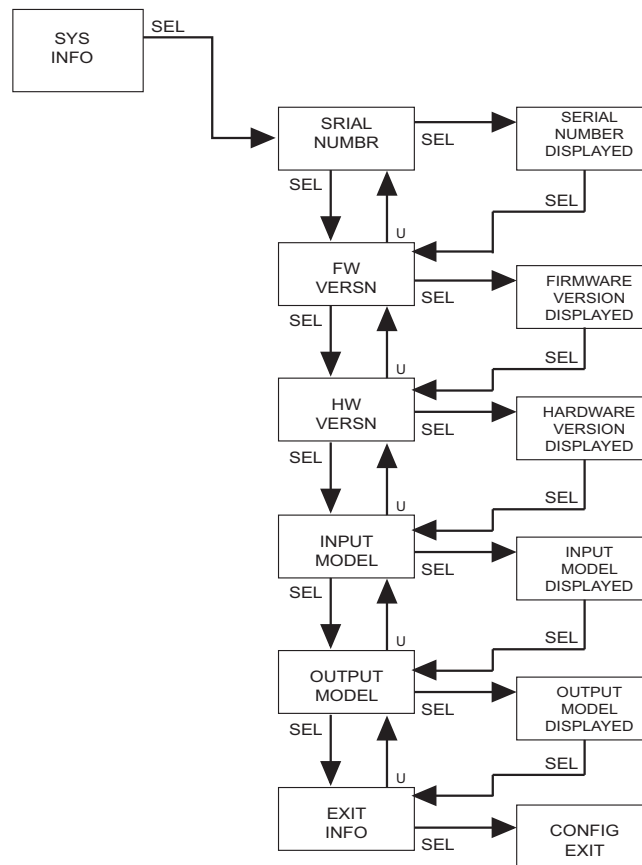 SYS
INFO
SEL
SRIAL
NUMBR
SEL
SERIAL
NUMBER
DISPLAYED
SEL
SEL
U
FW
VERSN
SEL
FIRMWARE
VERSION
DISPLAYED
SEL
SEL
U
HW
VERSN
SEL
HARDWARE
VERSION
DISPLAYED
SEL
SEL
U
INPUT
MODEL
SEL
INPUT
MODEL
DISPLAYED
SEL
SEL
U
OUTPUT
MODEL
SEL
OUTPUT
MODEL
DISPLAYED
SEL
SEL
U
EXIT
INFO
SEL
CONFIG
EXIT